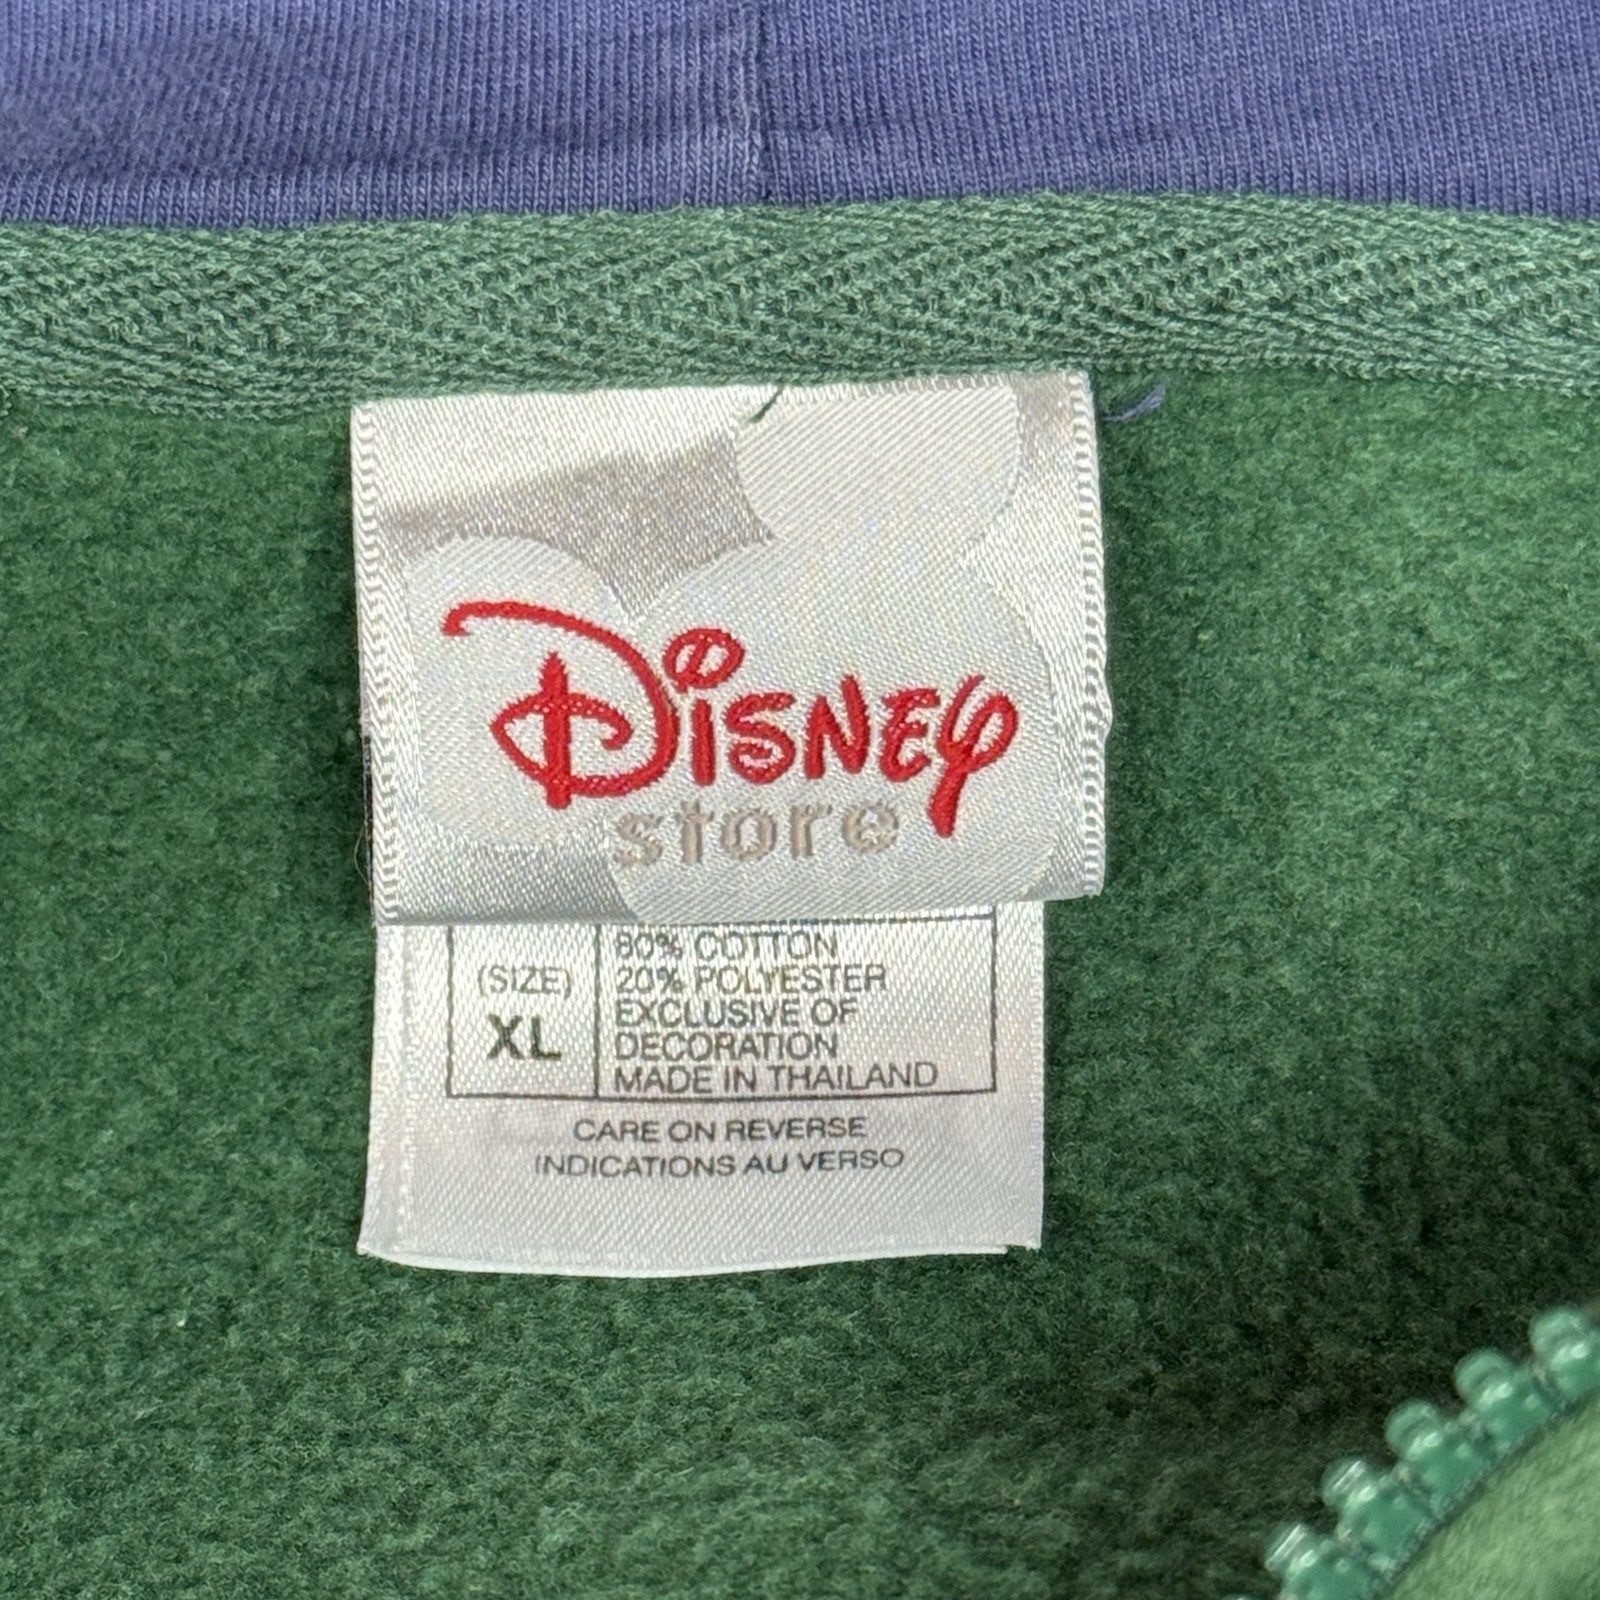 Disney
store
(SIZE)
XL
80% COTTON
20% POLYESTER
EXCLUSIVE OF
DECORATION
MADE IN THAILAND
CARE ON REVERSE
INDICATIONS AU VERSO